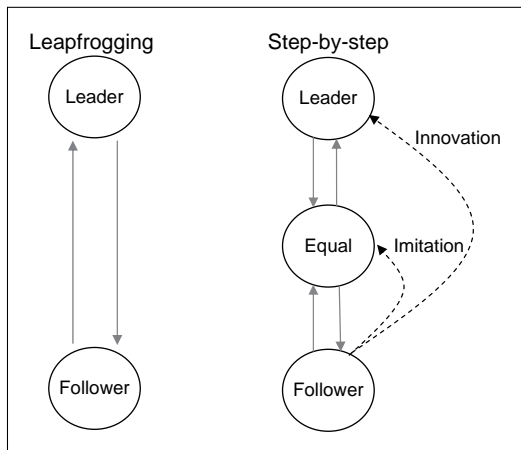 Leapfrogging
Leader
Follower
Step-by-step
Leader
Innovation
Equal
Imitation
Follower